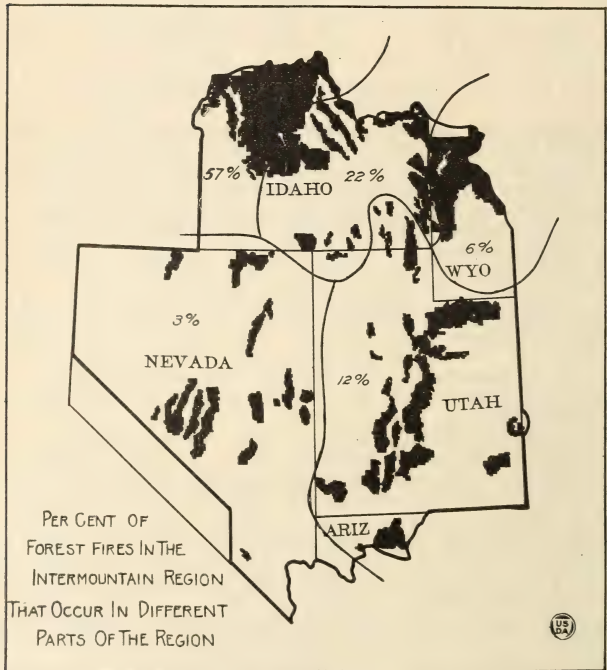 57%
IDAHO
22%
6%
WYO
3%
NEVADA
12%
UTAH
ARIZ
PER CENT OF
FOREST FIRES IN THE
INTERMOUNTAIN REGION
THAT OCCUR IN DIFFERENT
PARTS OF THE REGION
US
DA